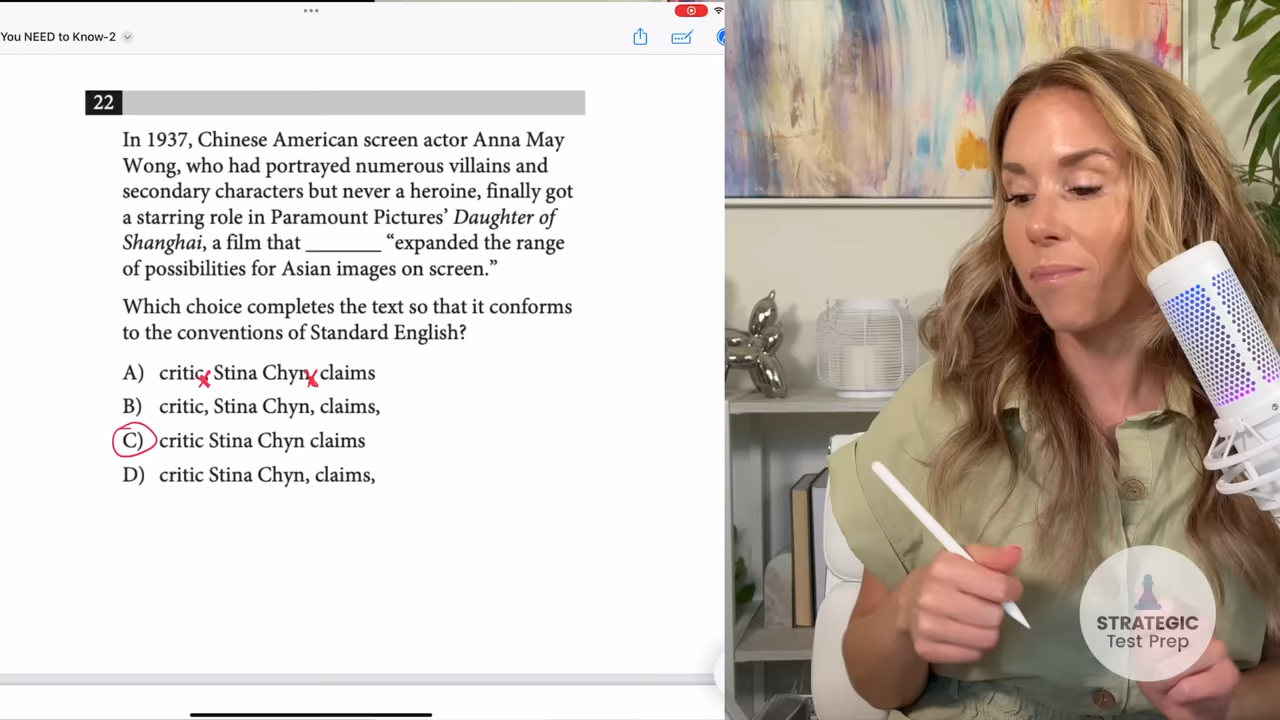 You NEED to Know-2
22
In 1937, Chinese American screen actor Anna May
Wong, who had portrayed numerous villains and
secondary characters but never a heroine, finally got
a starring role in Paramount Pictures’ Daughter of
Shanghai, a film that ________ “expanded the range
of possibilities for Asian images on screen.”
Which choice completes the text so that it conforms
to the conventions of Standard English?
A) critic, Stina Chyn, claims
B) critic, Stina Chyn, claims,
C) critic Stina Chyn claims
D) critic Stina Chyn, claims,
STRATEGIC
Test Prep